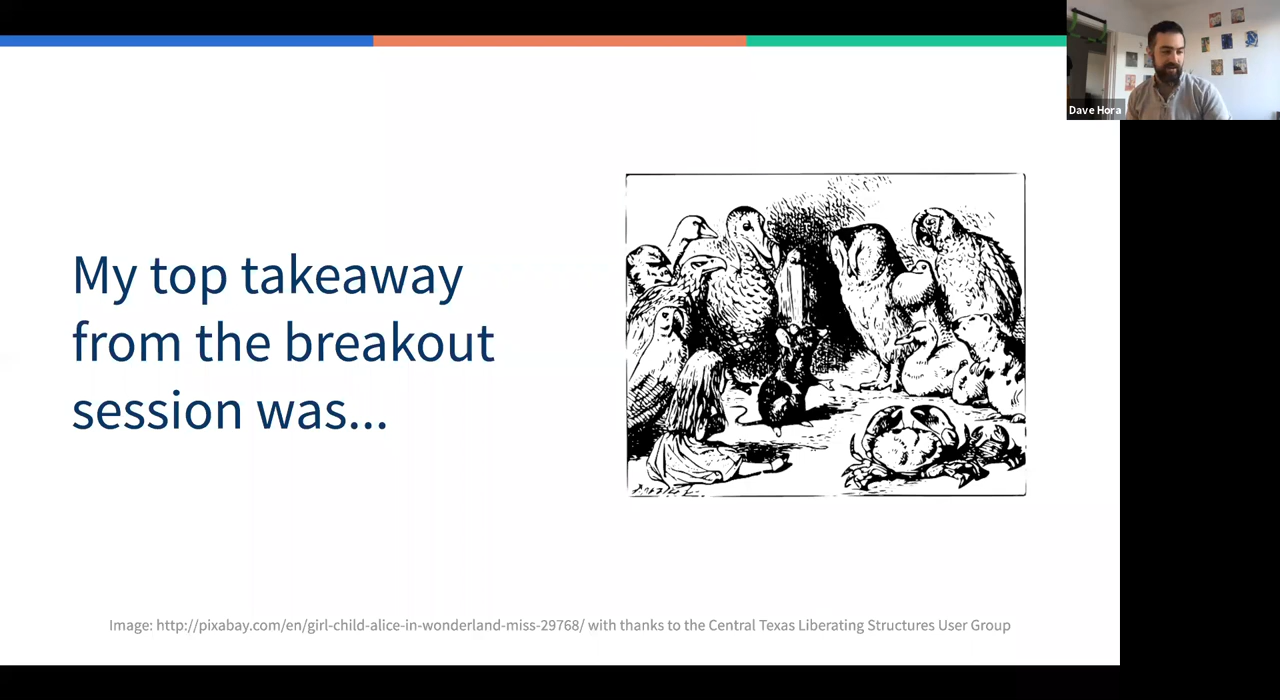 Dave Hora
My top takeaway
from the breakout
session was...
Image: http://pixabay.com/en/girl-child-alice-in-wonderland-miss-29768/ with thanks to the Central Texas Liberating Structures User Group